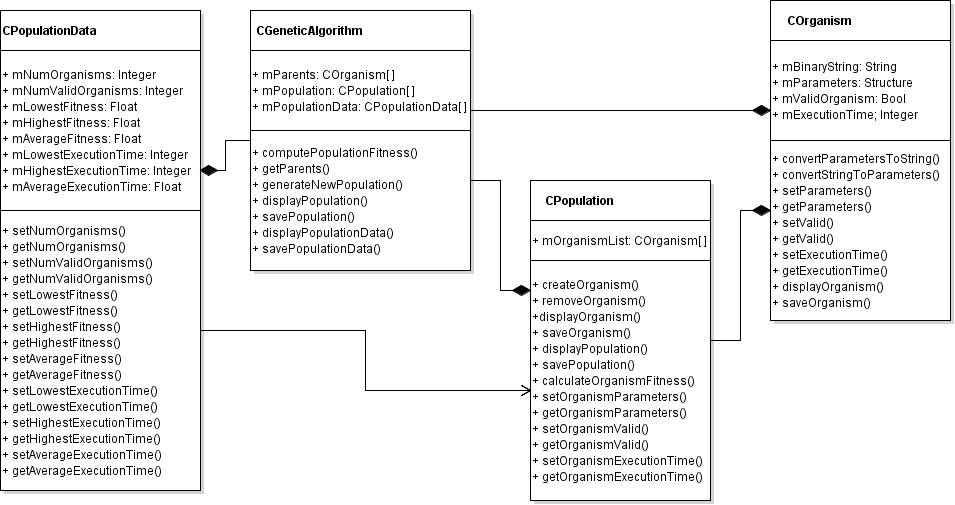 CPopulationData
+ mNumOrganisms: Integer
+ mNumValidOrganisms: Integer
+ mLowestFitness: Float
+ mHighestFitness: Float
+ mAverageFitness: Float
+ mLowestExecutionTime: Integer
+ mHighestExecutionTime: Integer
+ mAverageExecutionTime: Float
+ setNumOrganisms()
+ getNumOrganisms()
+ setNumValidOrganisms()
+ getNumValidOrganisms()
+ setLowestFitness()
+ getLowestFitness()
+ setHighestFitness()
+ getHighestFitness()
+ setAverageFitness()
+ getAverageFitness()
+ setLowestExecutionTime()
+ getLowestExecutionTime()
+ setHighestExecutionTime()
+ getHighestExecutionTime()
+ setAverageExecutionTime()
+ getAverageExecutionTime()
CGeneticAlgorithm
+ mParents: COrganism[ ]
+ mPopulation: CPopulation[ ]
+ mPopulationData: CPopulationData[ ]
+ computePopulationFitness()
+ getParents()
+ generateNewPopulation()
+ displayPopulation()
+ savePopulation()
+ displayPopulationData()
+ savePopulationData()
CPopulation
+ mOrganismList: COrganism[ ]
+ createOrganism()
+ removeOrganism()
+displayOrganism()
+ saveOrganism()
+ displayPopulation()
+ savePopulation()
+ calculateOrganismFitness()
+ setOrganismParameters()
+ getOrganismParameters()
+ setOrganismValid()
+ getOrganismValid()
+ setOrganismExecutionTime()
+ getOrganismExecutionTime()
COrganism
+ mBinaryString: String
+ mParameters: Structure
+ mValidOrganism: Bool
+ mExecutionTime; Integer
+ convertParametersToString()
+ convertStringToParameters()
+ setParameters()
+ getParameters()
+ setValid()
+ getValid()
+ setExecutionTime()
+ getExecutionTime()
+ displayOrganism()
+ saveOrganism()